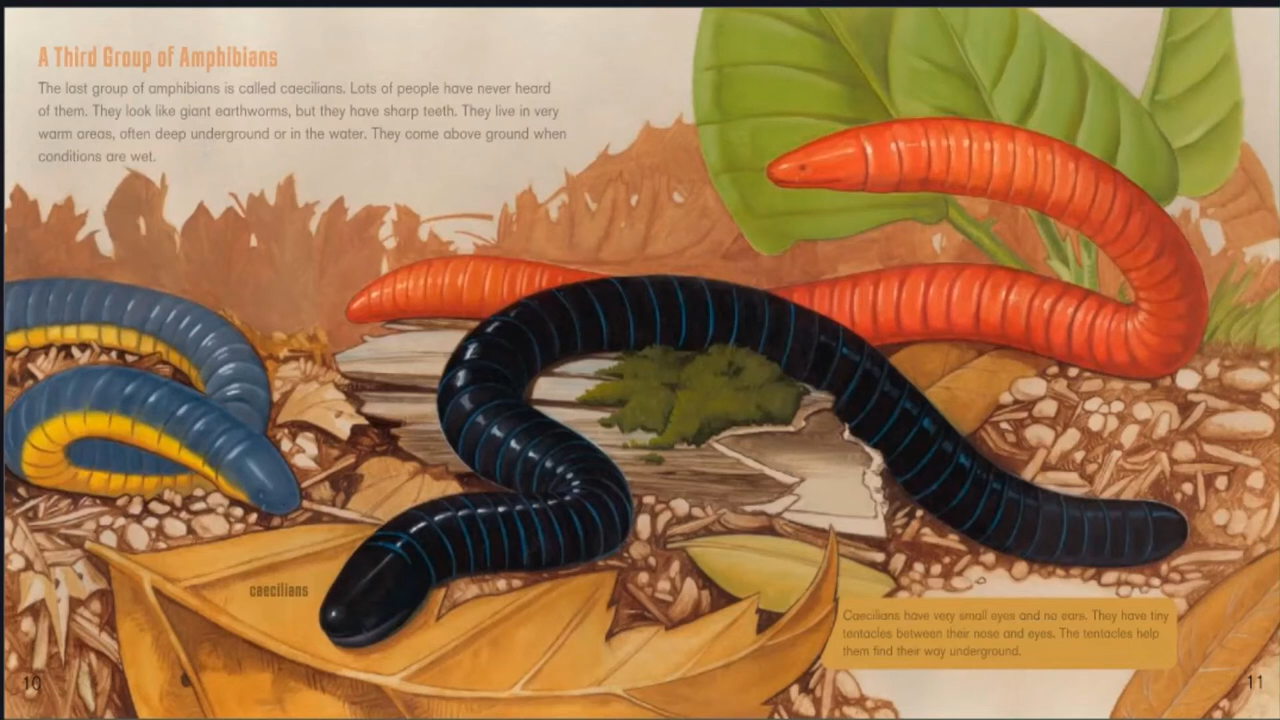 A Third Group of Amphibians
The last group of amphibians is called caecilians. Lots of people have never heard
of them. They look like giant earthworms, but they have sharp teeth. They live in very
warm areas, often deep underground or in the water. They come above ground when
conditions are wet.
caecilians
Caecilians have very small eyes and no ears. They have tiny
tentacles between their nose and eyes. The tentacles help
them find their way underground.
10
11